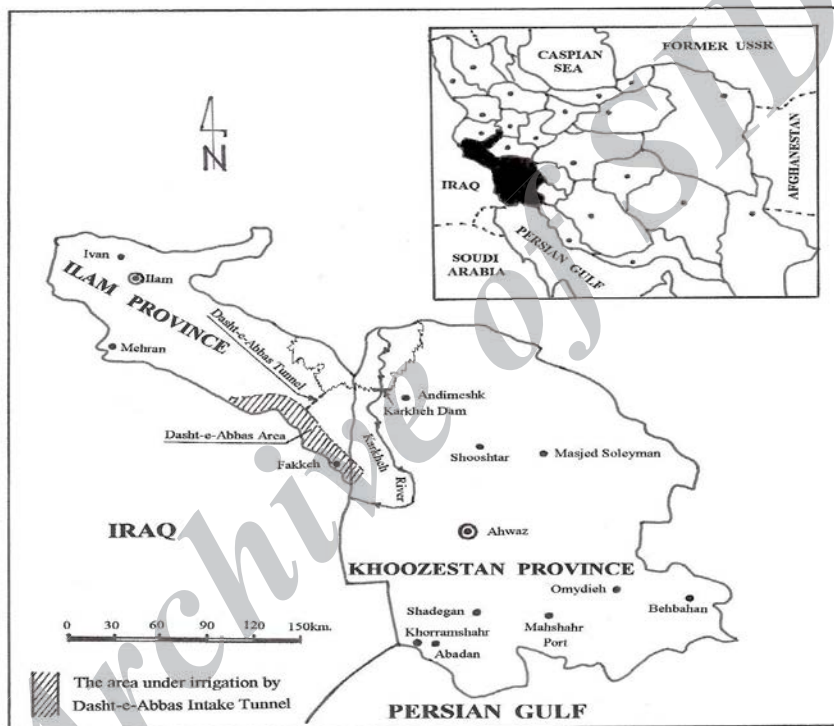 CASPIAN
SEA
FORMER USSR
AFGHANESTAN
IRAQ
PERSIAN GULF
SOUDI
ARABIA
N
Ivan
Ilam
ILAM PROVINCE
Mehran
Dasht-e-Abbas Tunnel
Andimeshk
Karkheh Dam
Dasht-e-Abbas Area
Karkheh
River
Fakkeh
Shooshtar
Masjed Soleyman
IRAQ
Ahwaz
KHOOZESTAN PROVINCE
Omydieh
Behbahan
Shadegan
Mahshahr
Port
Khorramshahr
Abadan
0 30 60 90 120 150km.
The area under irrigation by
Dasht-e-Abbas Intake Tunnel
PERSIAN GULF
Archive of SID